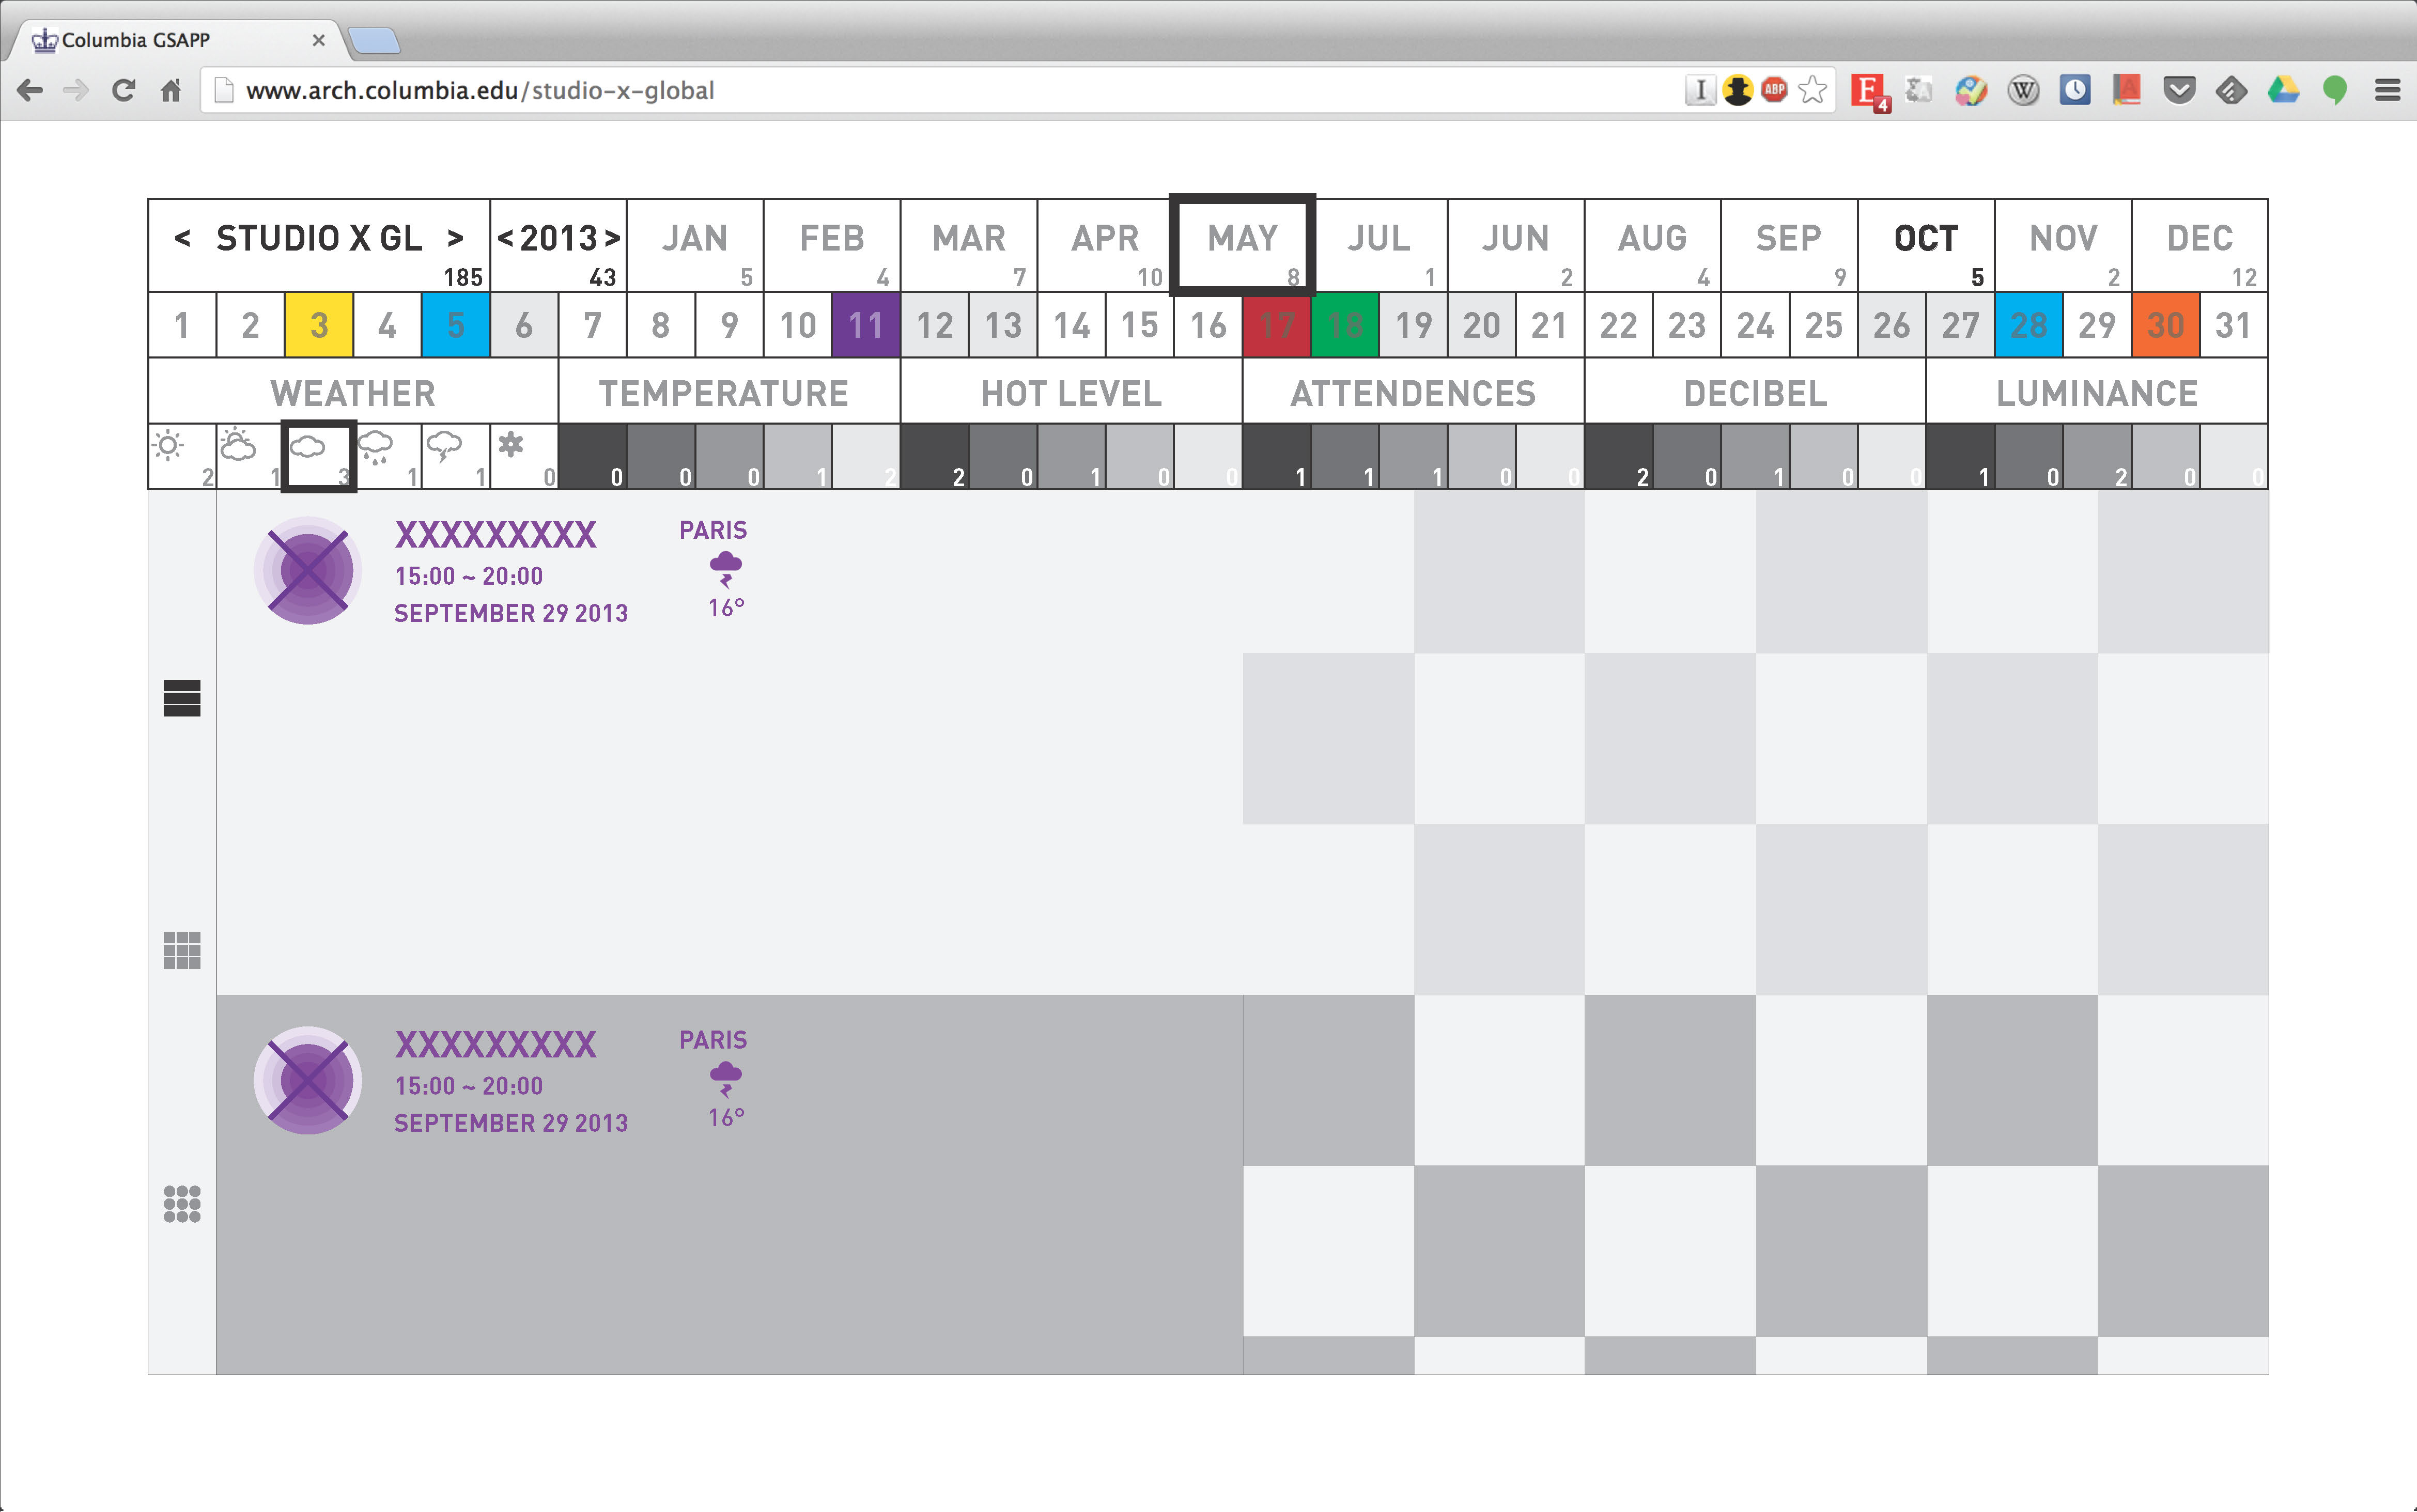 Columbia GSAPP
www.arch.columbia.edu/studio-x-global
I ABP E 4 W A
< STUDIO X GL > <2013> JAN FEB MAR APR MAY JUL JUN AUG SEP OCT NOV DEC
185 43 5 4 7 10 8 1 2 4 9 5 2 12
1 2 3 4 5 6 7 8 9 10 11 12 13 14 15 16 17 18 19 20 21 22 23 24 25 26 27 28 29 30 31
WEATHER TEMPERATURE HOT LEVEL ATTENDENCES DECIBEL LUMINANCE
2 1 3 1 1 0 0 0 0 1 2 2 0 1 0 0 1 1 1 0 0 2 0 1 0 0 1 0 2 0 0
XXXXXXXXX PARIS
15:00 ~ 20:00
SEPTEMBER 29 2013 16°
XXXXXXXXX PARIS
15:00 ~ 20:00
SEPTEMBER 29 2013 16°